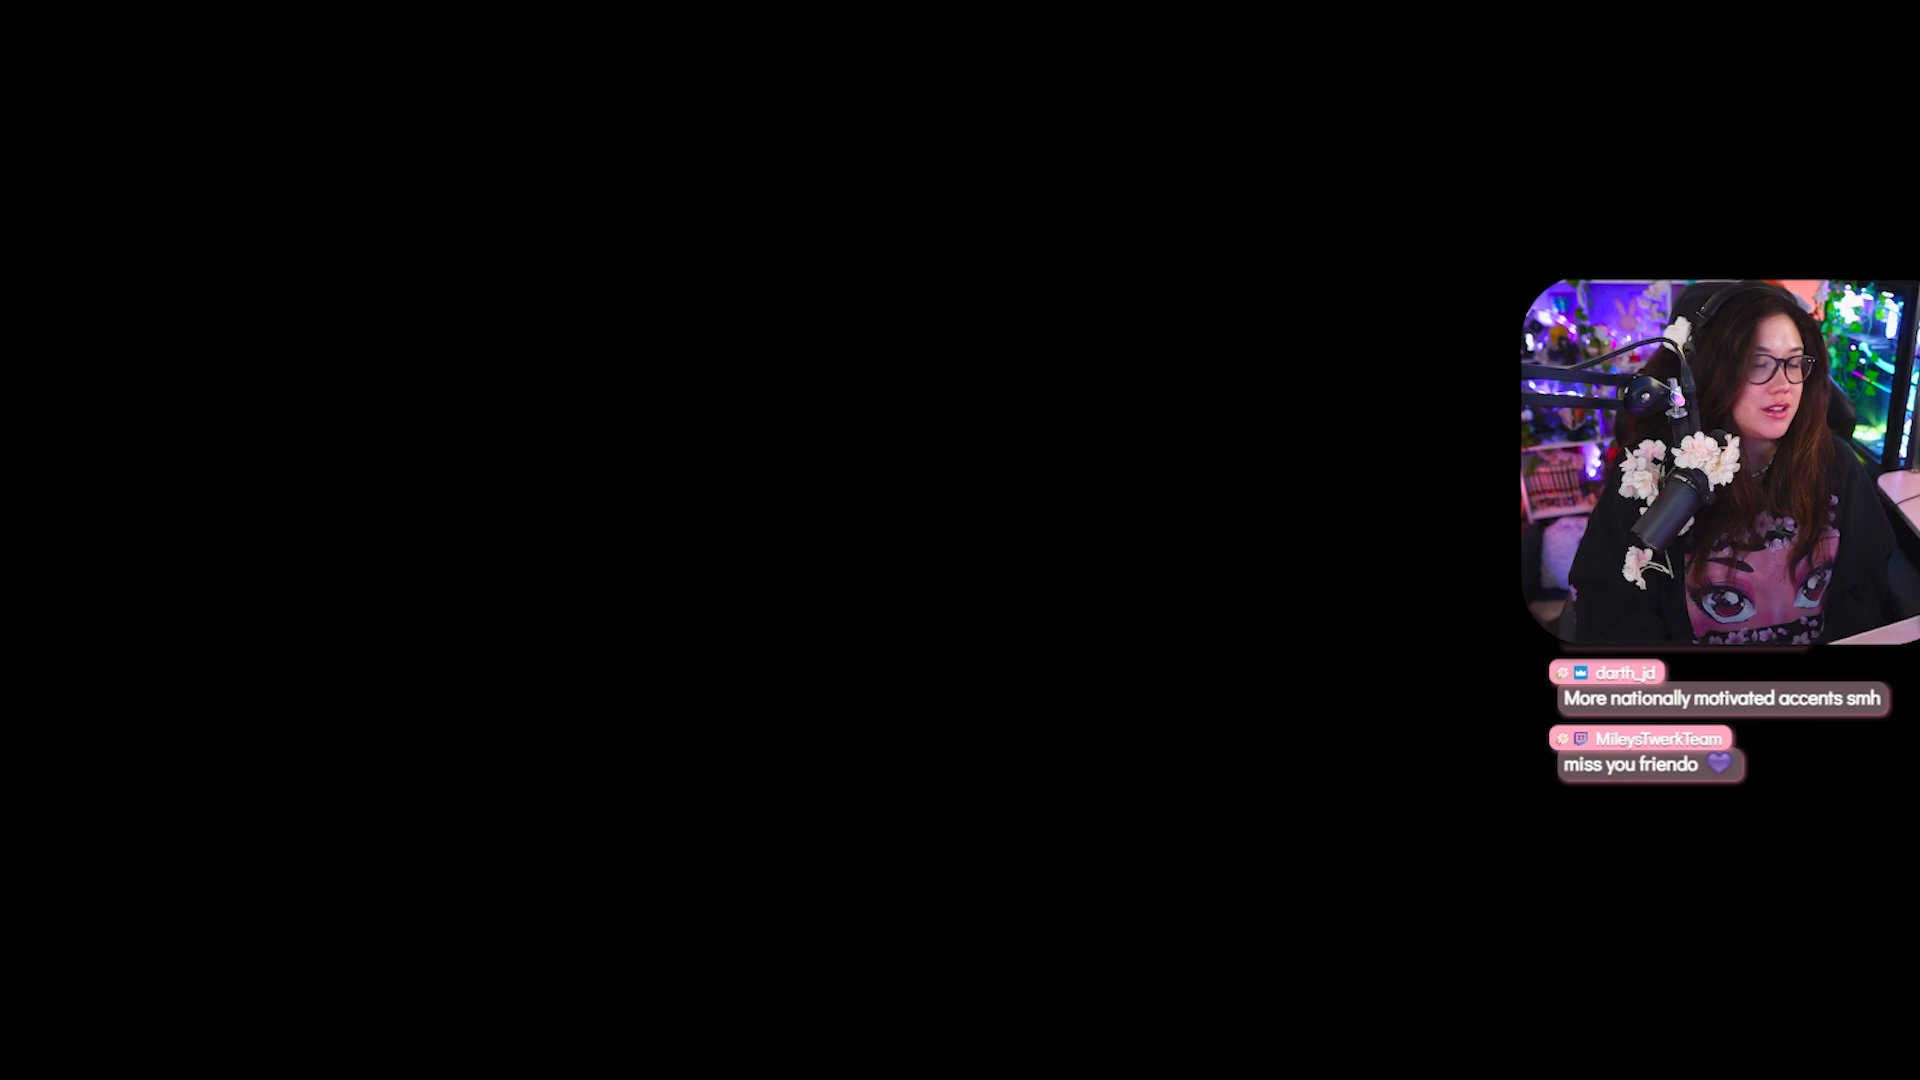 darth_jd
More nationally motivated accents smh
MileysTwerkTeam
miss you friendo 💜